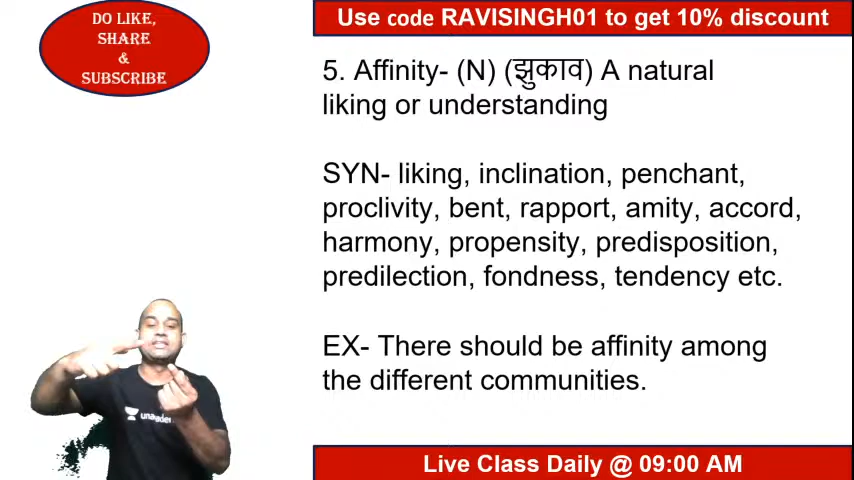 DO LIKE,
SHARE
&
SUBSCRIBE
Use code RAVISINGH01 to get 10% discount
5. Affinity- (N) (झुकाव) A natural
liking or understanding
SYN- liking, inclination, penchant,
proclivity, bent, rapport, amity, accord,
harmony, propensity, predisposition,
predilection, fondness, tendency etc.
EX- There should be affinity among
the different communities.
Live Class Daily @ 09:00 AM